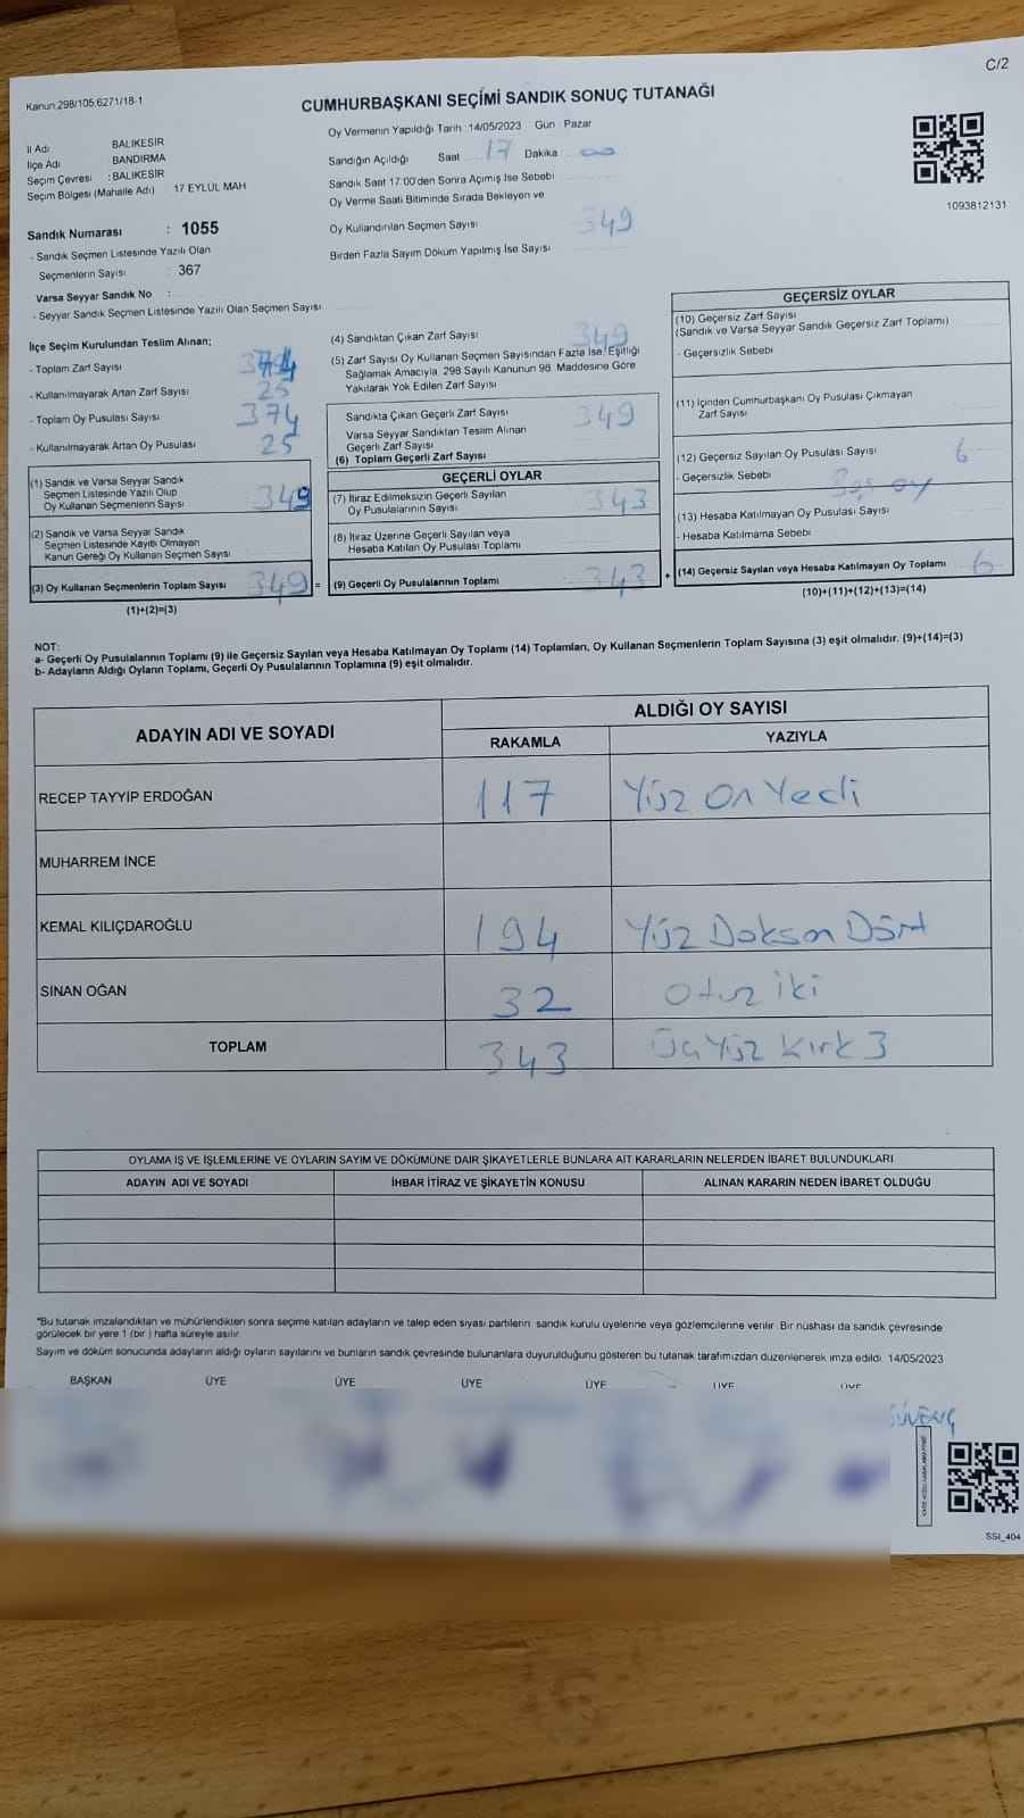 C/2
Kanun:298/105,6271/18-1
CUMHURBAŞKANI SEÇİMİ SANDIK SONUÇ TUTANAĞI
İl Adı : BALIKESİR
İlçe Adı BANDIRMA
Seçim Çevresi : BALIKESİR
Seçim Bölgesi (Mahalle Adı) 17 EYLÜL MAH
Sandık Numarası : 1055
- Sandık Seçmen Listesinde Yazılı Olan
Seçmenlerin Sayısı 367
Varsa Seyyar Sandık No :
- Seyyar Sandık Seçmen Listesinde Yazılı Olan Seçmen Sayısı
Oy Vermenin Yapıldığı Tarih :14/05/2023 Gün : Pazar
Sandığın Açıldığı Saat 17 Dakika : 00
Sandık Saat 17:00'den Sonra Açılmış İse Sebebi
Oy Verme Saati Bitiminde Sırada Bekleyen ve
Oy Kullandırılan Seçmen Sayısı 349
Birden Fazla Sayım Döküm Yapılmış İse Sayısı
1093812131
İlçe Seçim Kurulundan Teslim Alınan;
- Toplam Zarf Sayısı
- Kullanılmayarak Artan Zarf Sayısı 25
- Toplam Oy Pusulası Sayısı 374
- Kullanılmayarak Artan Oy Pusulası 25
(1) Sandık ve Varsa Seyyar Sandık
Seçmen Listesinde Yazılı Olup
Oy Kullanan Seçmenlerin Sayısı 349
(2) Sandık ve Varsa Seyyar Sandık
Seçmen Listesinde Kayıtlı Olmayan
Kanun Gereği Oy Kullanan Seçmen Sayısı
(3) Oy Kullanan Seçmenlerin Toplam Sayısı 349 =
(1)+(2)=(3)
(4) Sandıktan Çıkan Zarf Sayısı 349
(5) Zarf Sayısı Oy Kullanan Seçmen Sayısından Fazla İse, Eşitliği
Sağlamak Amacıyla, 298 Sayılı Kanunun 98. Maddesine Göre
Yakılarak Yok Edilen Zarf Sayısı
Sandıkta Çıkan Geçerli Zarf Sayısı 349
Varsa Seyyar Sandıktan Teslim Alınan
Geçerli Zarf Sayısı
(6) Toplam Geçerli Zarf Sayısı
GEÇERLİ OYLAR
(7) İtiraz Edilmeksizin Geçerli Sayılan
Oy Pusulalarının Sayısı 343
(8) İtiraz Üzerine Geçerli Sayılan veya
Hesaba Katılan Oy Pusulası Toplamı
(9) Geçerli Oy Pusulalarının Toplamı 343 +
GEÇERSİZ OYLAR
(10) Geçersiz Zarf Sayısı
(Sandık ve Varsa Seyyar Sandık Geçersiz Zarf Toplamı)
- Geçersizlik Sebebi
(11) İçinden Cumhurbaşkanı Oy Pusulası Çıkmayan
Zarf Sayısı
(12) Geçersiz Sayılan Oy Pusulası Sayısı 6
- Geçersizlik Sebebi Boş oy
(13) Hesaba Katılmayan Oy Pusulası Sayısı
- Hesaba Katılmama Sebebi
(14) Geçersiz Sayılan veya Hesaba Katılmayan Oy Toplamı 6
(10)+(11)+(12)+(13)=(14)
NOT:
a- Geçerli Oy Pusulalarının Toplamı (9) ile Geçersiz Sayılan veya Hesaba Katılmayan Oy Toplamı (14) Toplamları, Oy Kullanan Seçmenlerin Toplam Sayısına (3) eşit olmalıdır. (9)+(14)=(3)
b- Adayların Aldığı Oyların Toplamı, Geçerli Oy Pusulalarının Toplamına (9) eşit olmalıdır.
ADAYIN ADI VE SOYADI
ALDIĞI OY SAYISI
RAKAMLA YAZIYLA
RECEP TAYYİP ERDOĞAN 117 Yüz On Yedi
MUHARREM İNCE
KEMAL KILIÇDAROĞLU 194 Yüz Doksan Dört
SİNAN OĞAN 32 Otuz iki
TOPLAM 343 Üç Yüz kırk 3
OYLAMA İŞ VE İŞLEMLERİNE VE OYLARIN SAYIM VE DÖKÜMÜNE DAİR ŞİKAYETLERLE BUNLARA AİT KARARLARIN NELERDEN İBARET BULUNDUKLARI
ADAYIN ADI VE SOYADI İHBAR İTİRAZ VE ŞİKAYETİN KONUSU ALINAN KARARIN NEDEN İBARET OLDUĞU
*Bu tutanak imzalandıktan ve mühürlendikten sonra seçime katılan adayların ve talep eden siyasi partilerin sandık kurulu üyelerine veya gözlemcilerine verilir. Bir nüshası da sandık çevresinde
görülecek bir yere 1 (bir ) hafta süreyle asılır.
Sayım ve döküm sonucunda adayların aldığı oyların sayılarını ve bunların sandık çevresinde bulunanlara duyurulduğunu gösteren bu tutanak tarafımızdan düzenlenerek imza edildi. 14/05/2023
BAŞKAN ÜYE ÜYE ÜYE ÜYE ÜYE ÜYE
GÜVENÇ
SSI_404